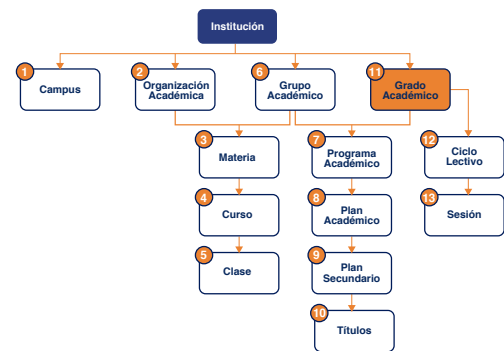 Institución
1
Campus
2
Organización
Académica
6
Grupo
Académico
11
Grado
Académico
3
Materia
7
Programa
Académico
12
Ciclo
Lectivo
4
Curso
8
Plan
Académico
13
Sesión
5
Clase
9
Plan
Secundario
10
Títulos